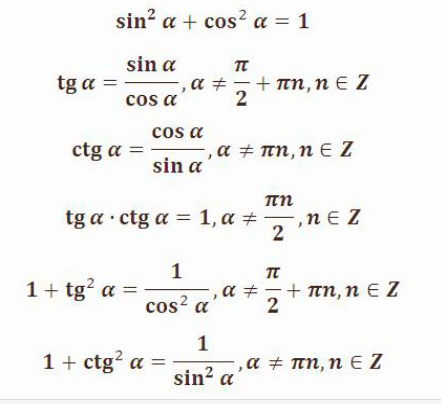 sin² α + cos² α = 1
tg α = sin α / cos α, α ≠ π/2 + πn, n ∈ Z
ctg α = cos α / sin α, α ≠ πn, n ∈ Z
tg α · ctg α = 1, α ≠ πn/2, n ∈ Z
1 + tg² α = 1 / cos² α, α ≠ π/2 + πn, n ∈ Z
1 + ctg² α = 1 / sin² α, α ≠ πn, n ∈ Z